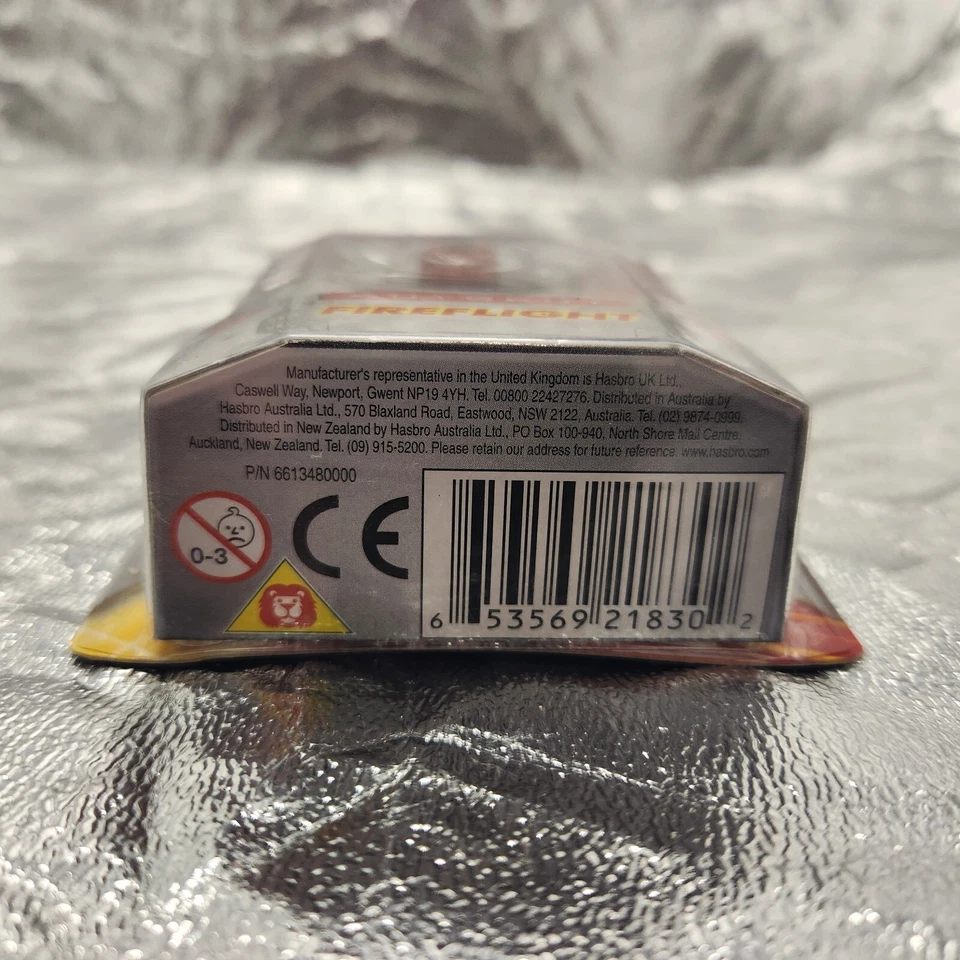 FIREFLIGHT
Manufacturer's representative in the United Kingdom is Hasbro UK Ltd.,
Caswell Way, Newport, Gwent NP19 4YH. Tel. 00800 22427276. Distributed in Australia by
Hasbro Australia Ltd., 570 Blaxland Road, Eastwood, NSW 2122, Australia. Tel. (02) 9874-0999.
Distributed in New Zealand by Hasbro Australia Ltd., PO Box 100-940, North Shore Mail Centre,
Auckland, New Zealand. Tel. (09) 915-5200. Please retain our address for future reference. www.hasbro.com
P/N 6613480000
0-3
CE
6 53569 21830 2